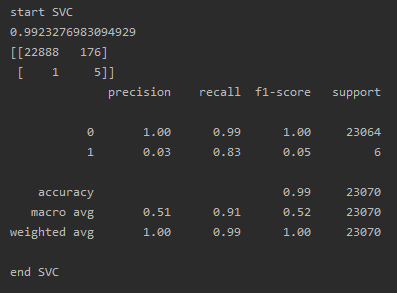 start SVC
0.9923276983094929
[[22888   176]
 [    1     5]]
              precision    recall  f1-score   support

           0       1.00      0.99      1.00     23064
           1       0.03      0.83      0.05         6

    accuracy                           0.99     23070
   macro avg       0.51      0.91      0.52     23070
weighted avg       1.00      0.99      1.00     23070

end SVC